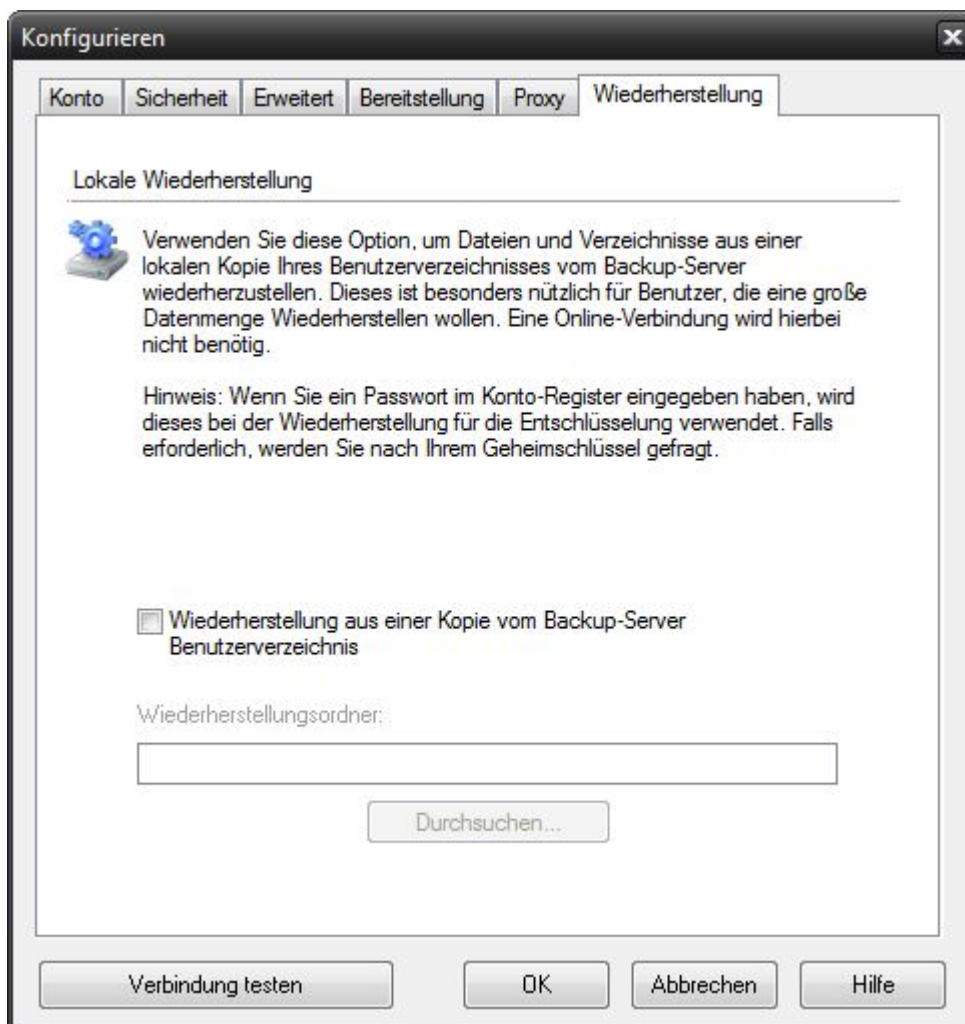 Konfigurieren
Konto Sicherheit Erweitert Bereitstellung Proxy Wiederherstellung
Lokale Wiederherstellung
Verwenden Sie diese Option, um Dateien und Verzeichnisse aus einer
lokalen Kopie Ihres Benutzerverzeichnisses vom Backup-Server
wiederherzustellen. Dieses ist besonders nützlich für Benutzer, die eine große
Datenmenge Wiederherstellen wollen. Eine Online-Verbindung wird hierbei
nicht benötig.
Hinweis: Wenn Sie ein Passwort im Konto-Register eingegeben haben, wird
dieses bei der Wiederherstellung für die Entschlüsselung verwendet. Falls
erforderlich, werden Sie nach Ihrem Geheimschlüssel gefragt.
Wiederherstellung aus einer Kopie vom Backup-Server
Benutzerverzeichnis
Wiederherstellungsordner:
Durchsuchen...
Verbindung testen OK Abbrechen Hilfe